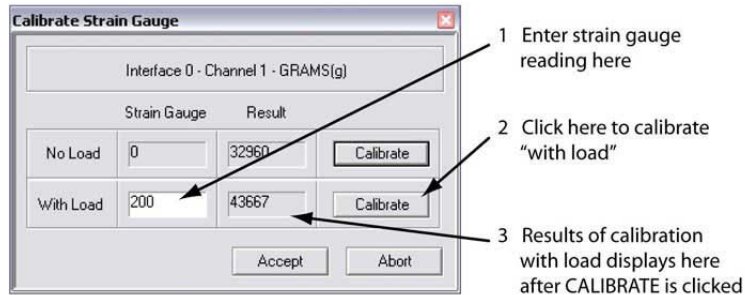 Calibrate Strain Gauge
Interface 0 - Channel 1 - GRAMS(g)
Strain Gauge Result
No Load 0 32960 Calibrate
With Load 200 43667 Calibrate
Accept Abort
1 Enter strain gauge
reading here
2 Click here to calibrate
“with load”
3 Results of calibration
with load displays here
after CALIBRATE is clicked